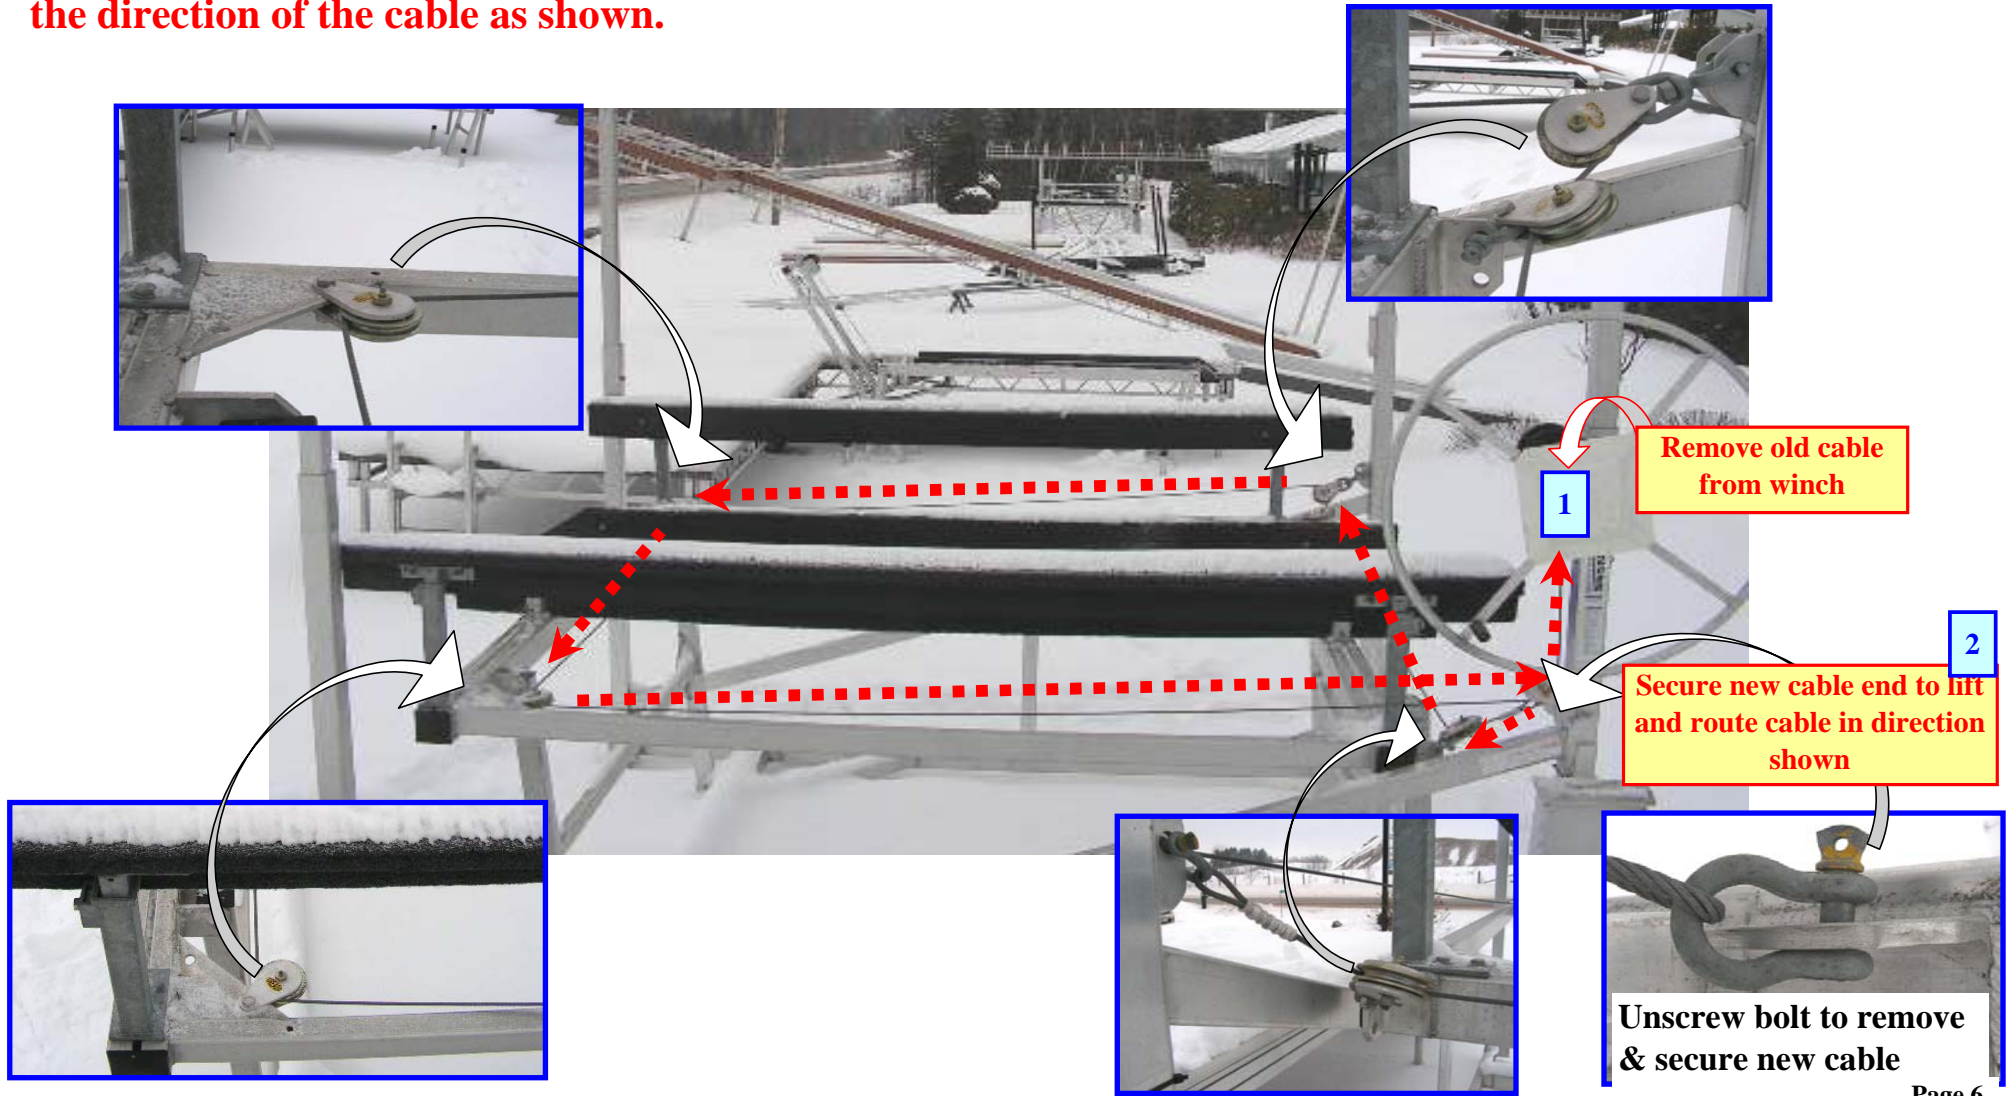 the direction of the cable as shown.
Remove old cable
from winch
1
2
Secure new cable end to lift
and route cable in direction
shown
Unscrew bolt to remove
& secure new cable
Page 6